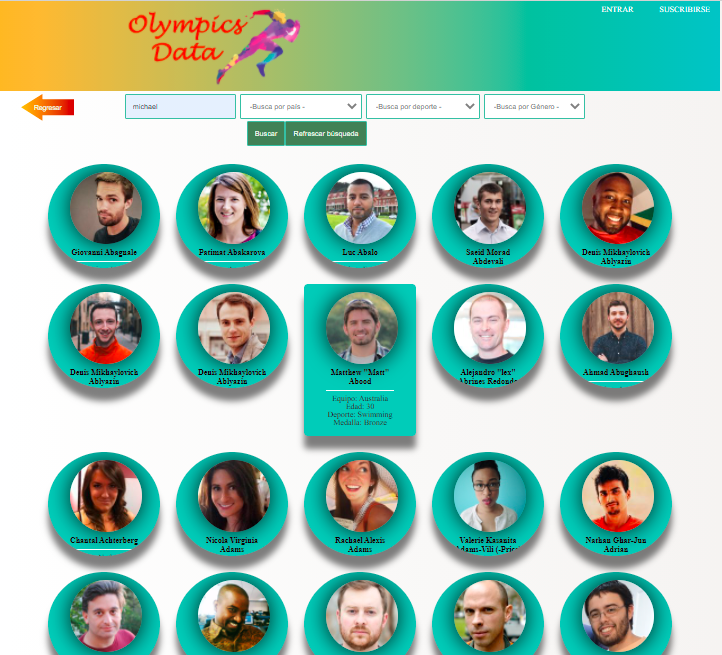 Olympics
Data
ENTRAR SUSCRIBIRSE
Regresar
michael
-Busca por país -
-Busca por deporte -
-Busca por Género -
Buscar
Refrescar búsqueda
Giovanni Abagnale
Patimat Abakarova
Luc Abalo
Saeid Morad
Abdevali
Denis Mikhaylovich
Ablyazin
Denis Mikhaylovich
Ablyazin
Denis Mikhaylovich
Ablyazin
Matthew "Matt"
Abood
Equipo: Australia
Edad: 30
Deporte: Swimming
Medalla: Bronze
Alejandro "lex"
Abrines Redondo
Ahmad Abughaush
Chantal Achterberg
Nicola Virginia
Adams
Rachael Alexis
Adams
Valerie Kasanita
Adams-Vili (-Price)
Nathan Ghar-Jun
Adrian